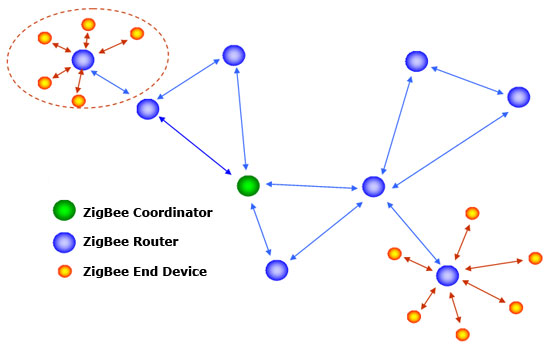 ZigBee Coordinator
ZigBee Router
ZigBee End Device